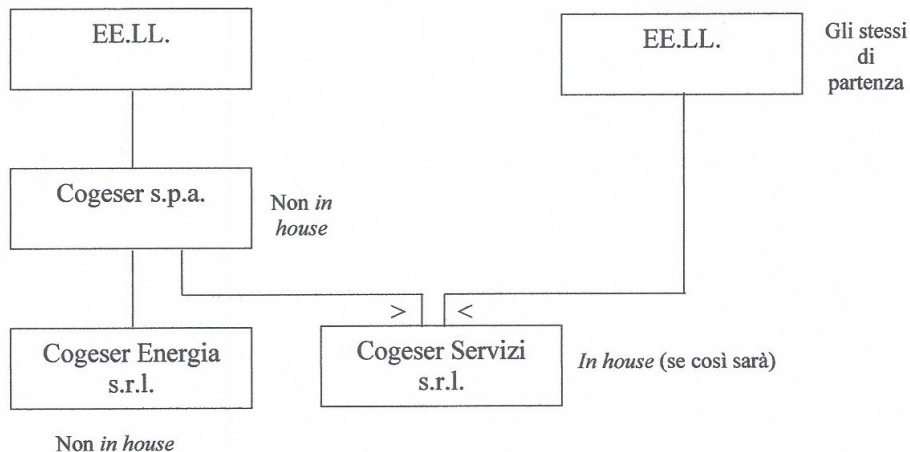 EE.LL.
EE.LL.
Gli stessi
di
partenza
Cogeser s.p.a.
Non in
house
>
<
Cogeser Energia
s.r.l.
Cogeser Servizi
s.r.l.
In house (se così sarà)
Non in house